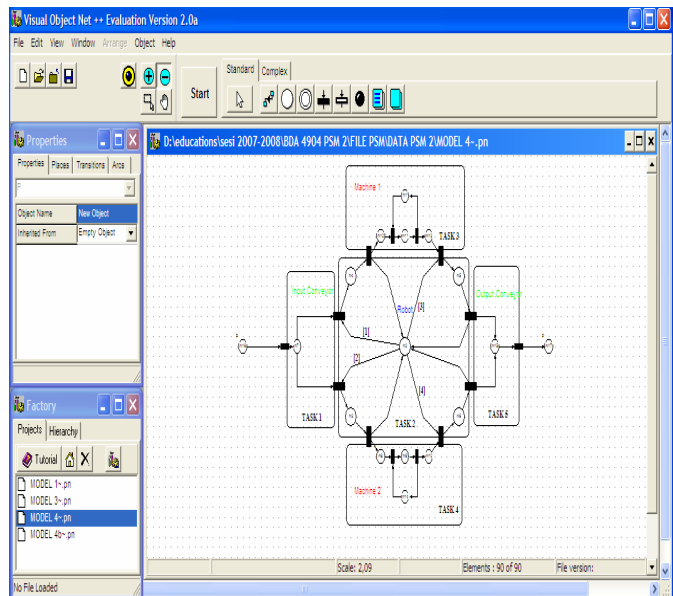 Visual Object Net ++ Evaluation Version 2.0a
File Edit View Window Arrange Object Help
Start
Standard Complex
Properties
Properties Places Transitions Arcs
P
Object Name New Object
Inherited From Empty Object
Factory
Projects Hierarchy
Tutorial
MODEL 1~.pn
MODEL 3~.pn
MODEL 4~.pn
MODEL 4b~.pn
No File Loaded
D:\educations\sesi 2007-2008\BDA 4904 PSM 2\FILE PSM\DATA PSM 2\MODEL 4~.pn
Machine 1
TASK 3
Input Conveyor
Output Conveyor
Robot
[3]
[1]
[2]
[4]
TASK 1
TASK 2
TASK 5
Machine 2
TASK 4
Scale: 2,09
Elements : 90 of 90
File version: